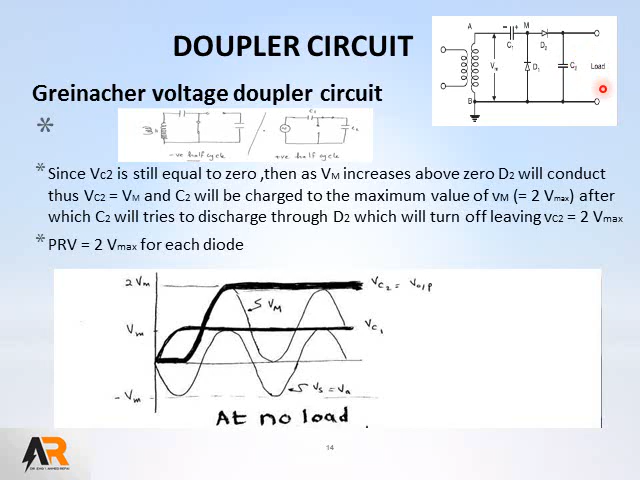 DOUPLER CIRCUIT
A
M
C₁
D₂
Vₐ
D₁
C₂
Load
B
Greinacher voltage doupler circuit
*
C₁
C₂
-ve half cycle
+ve half cycle
* Since VC2 is still equal to zero ,then as VM increases above zero D2 will conduct
thus VC2 = VM and C2 will be charged to the maximum value of vM (= 2 Vmax) after
which C2 will tries to discharge through D2 which will turn off leaving vC2 = 2 Vmax
* PRV = 2 Vmax for each diode
2Vm
Vc₂ = Vo/p
VM
Vm
Vc₁
-Vm
Vs = Va
At no load
14
AR